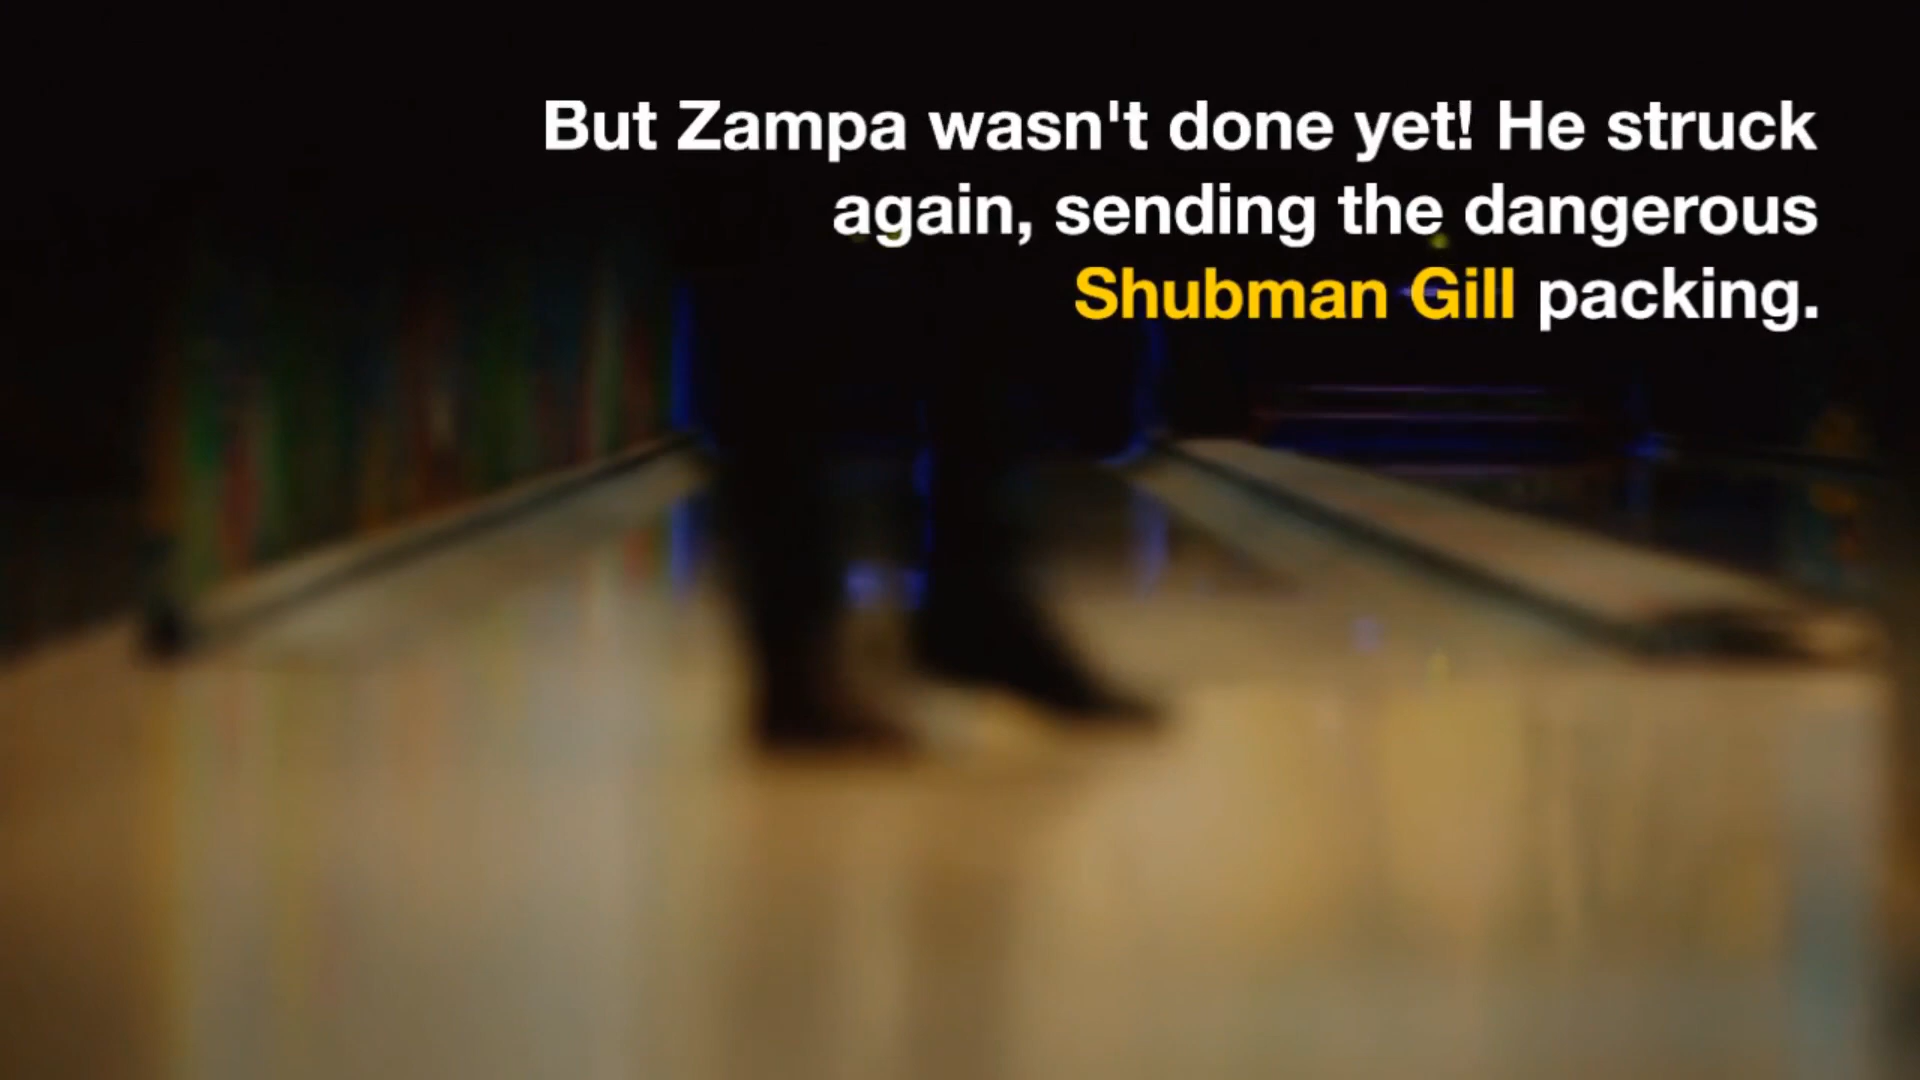 But Zampa wasn't done yet! He struck
again, sending the dangerous
Shubman Gill packing.